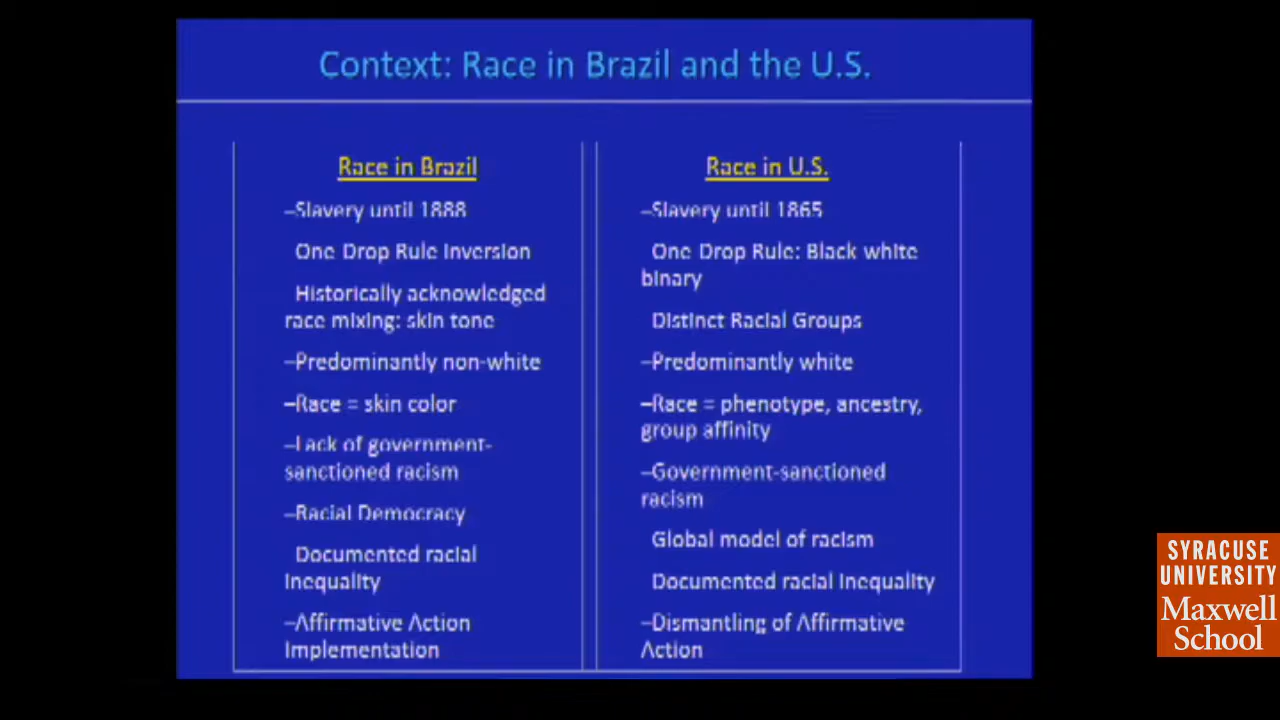 Context: Race in Brazil and the U.S.
Race in Brazil
–Slavery until 1888
One Drop Rule Inversion
Historically acknowledged
race mixing: skin tone
–Predominantly non-white
–Race = skin color
–Lack of government-
sanctioned racism
–Racial Democracy
Documented racial
Inequality
–Affirmative Action
Implementation
Race in U.S.
–Slavery until 1865
One Drop Rule: Black white
binary
Distinct Racial Groups
–Predominantly white
–Race = phenotype, ancestry,
group affinity
–Government-sanctioned
racism
Global model of racism
Documented racial Inequality
–Dismantling of Affirmative
Action
SYRACUSE
UNIVERSITY
Maxwell
School